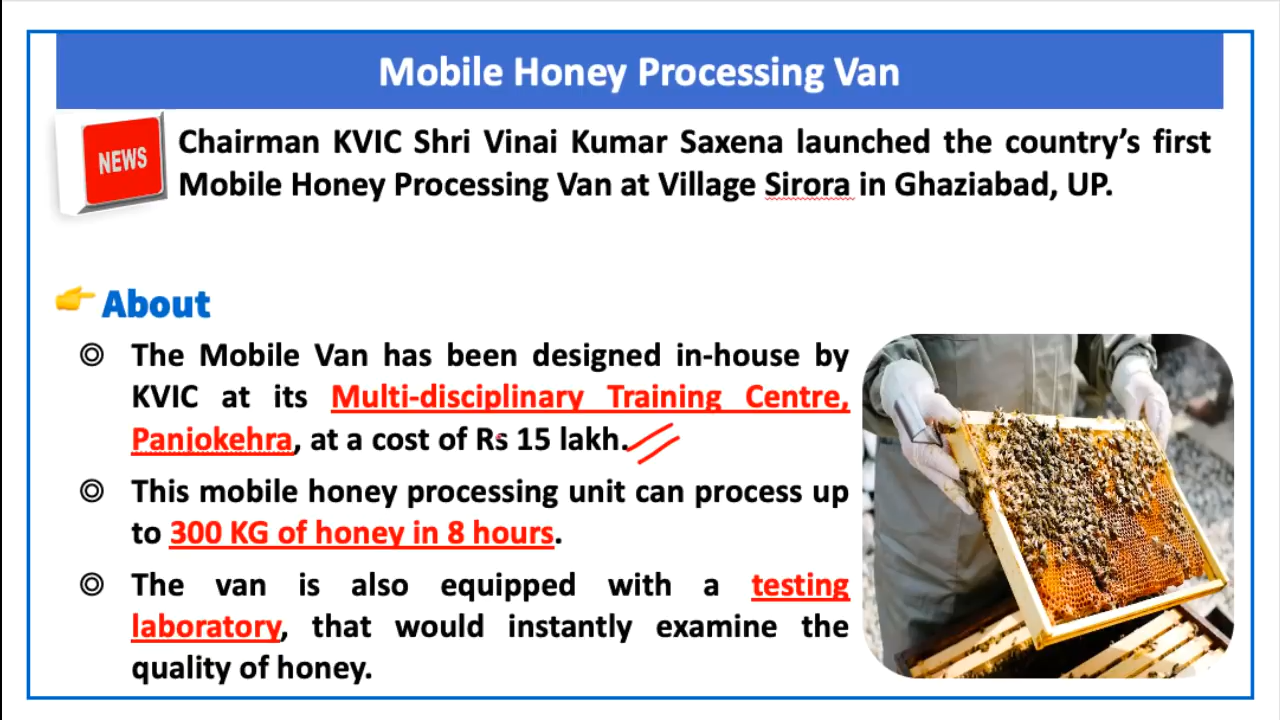 Mobile Honey Processing Van
NEWS
Chairman KVIC Shri Vinai Kumar Saxena launched the country’s first
Mobile Honey Processing Van at Village Sirora in Ghaziabad, UP.
About
The Mobile Van has been designed in-house by
KVIC at its Multi-disciplinary Training Centre,
Panjokehra, at a cost of Rs 15 lakh.
This mobile honey processing unit can process up
to 300 KG of honey in 8 hours.
The van is also equipped with a testing
laboratory, that would instantly examine the
quality of honey.